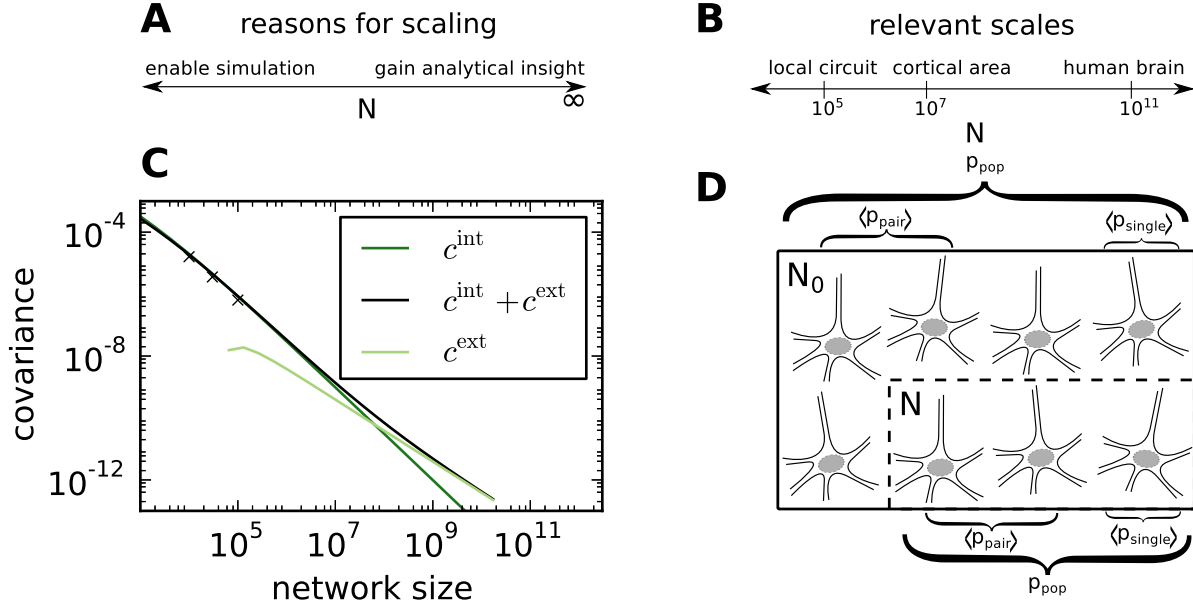 A
reasons for scaling
enable simulation
gain analytical insight
N
∞
B
relevant scales
local circuit
cortical area
human brain
10^5
10^7
10^11
N
C
10^-4
10^-8
10^-12
covariance
c^int
c^int + c^ext
c^ext
10^5
10^7
10^9
10^11
network size
D
p_pop
⟨p_pair⟩
⟨p_single⟩
N_0
N
⟨p_pair⟩
⟨p_single⟩
p_pop